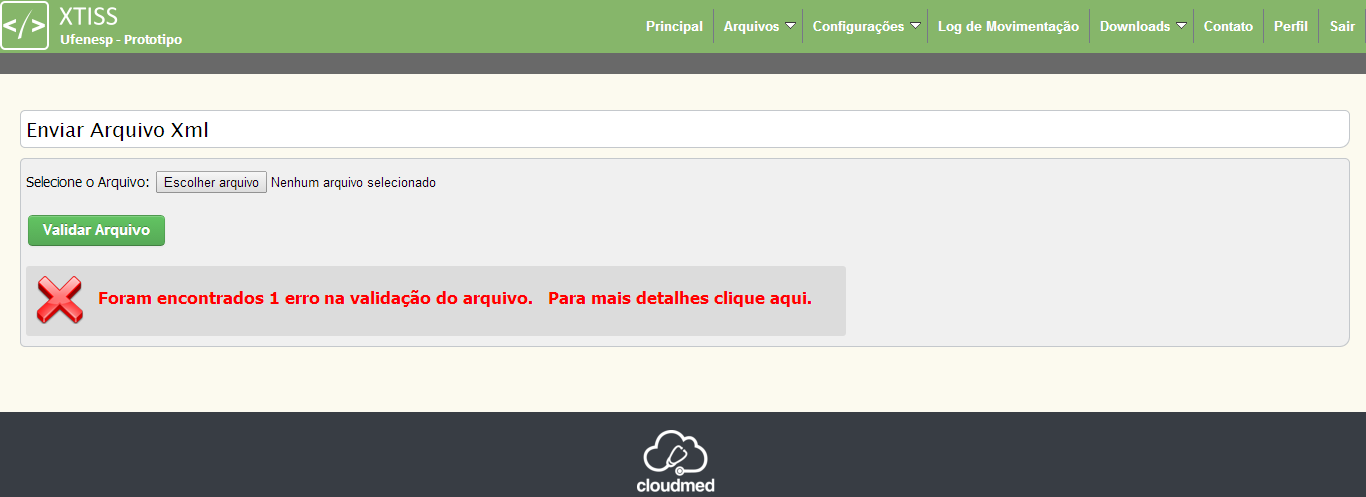 </>
XTISS
Ufenesp - Prototipo
Principal Arquivos Configurações Log de Movimentação Downloads Contato Perfil Sair
Enviar Arquivo Xml
Selecione o Arquivo: Escolher arquivo Nenhum arquivo selecionado
Validar Arquivo
Foram encontrados 1 erro na validação do arquivo. Para mais detalhes clique aqui.
cloudmed